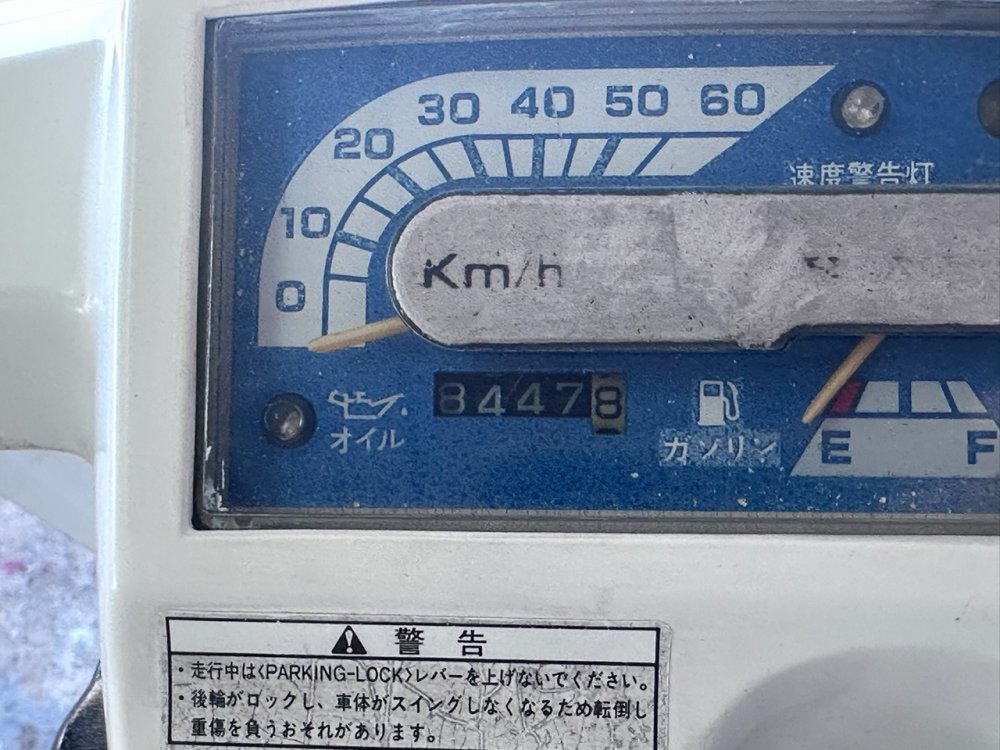 0 10 20 30 40 50 60
速度警告灯
Km/h
オイル
84478
ガソリン
E F
警告
・走行中は〈PARKING-LOCK〉レバーを上げないでください。
・後輪がロックし、車体がスイングしなくなるため転倒し
重傷を負うおそれがあります。